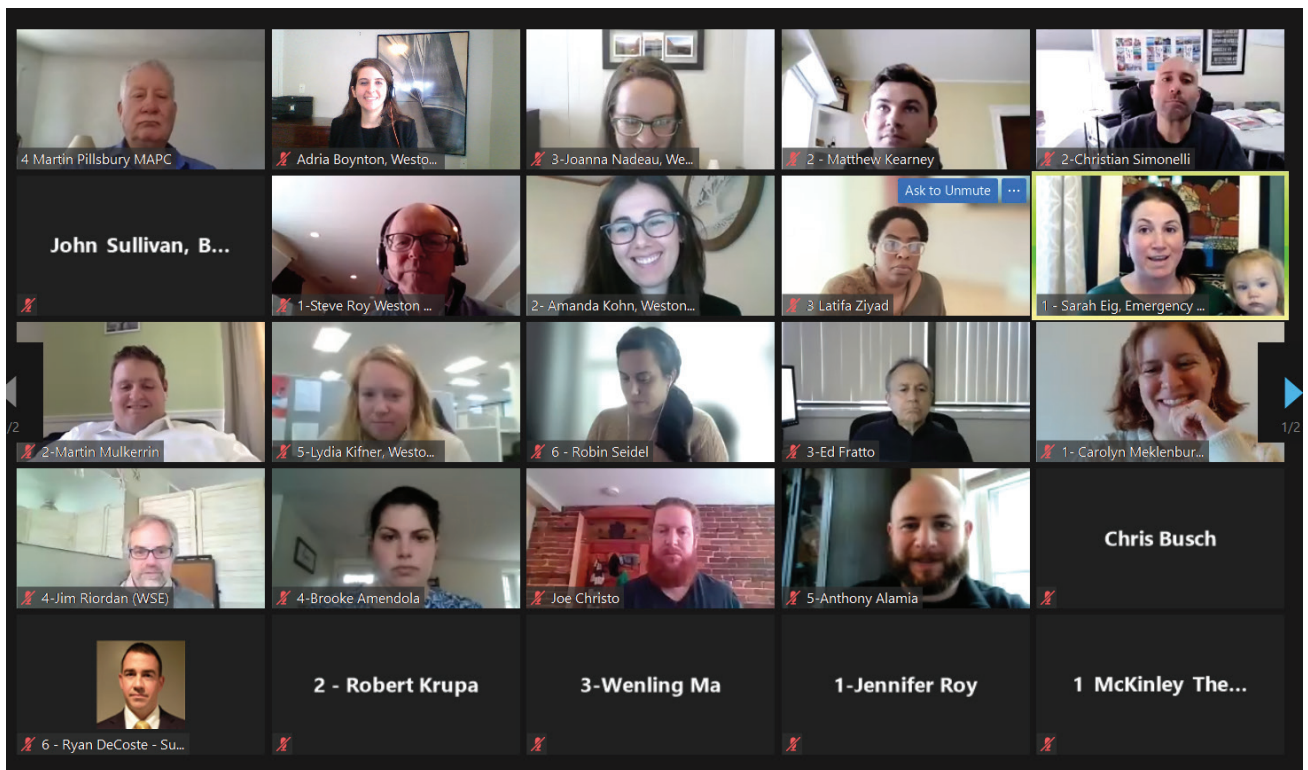 4 Martin Pillsbury MAPC
Adria Boynton, Westo...
3-Joanna Nadeau, We...
2 - Matthew Kearney
2-Christian Simonelli
John Sullivan, B...
1-Steve Roy Weston ...
2- Amanda Kohn, Weston...
Ask to Unmute ...
3 Latifa Ziyad
1 - Sarah Eig, Emergency ...
/2
2-Martin Mulkerrin
5-Lydia Kifner, Westo...
6 - Robin Seidel
3-Ed Fratto
1- Carolyn Meklenbur...
1/2
4-Jim Riordan (WSE)
4-Brooke Amendola
Joe Christo
5-Anthony Alamia
Chris Busch
6 - Ryan DeCoste - Su...
2 - Robert Krupa
3-Wenling Ma
1-Jennifer Roy
1 McKinley The...